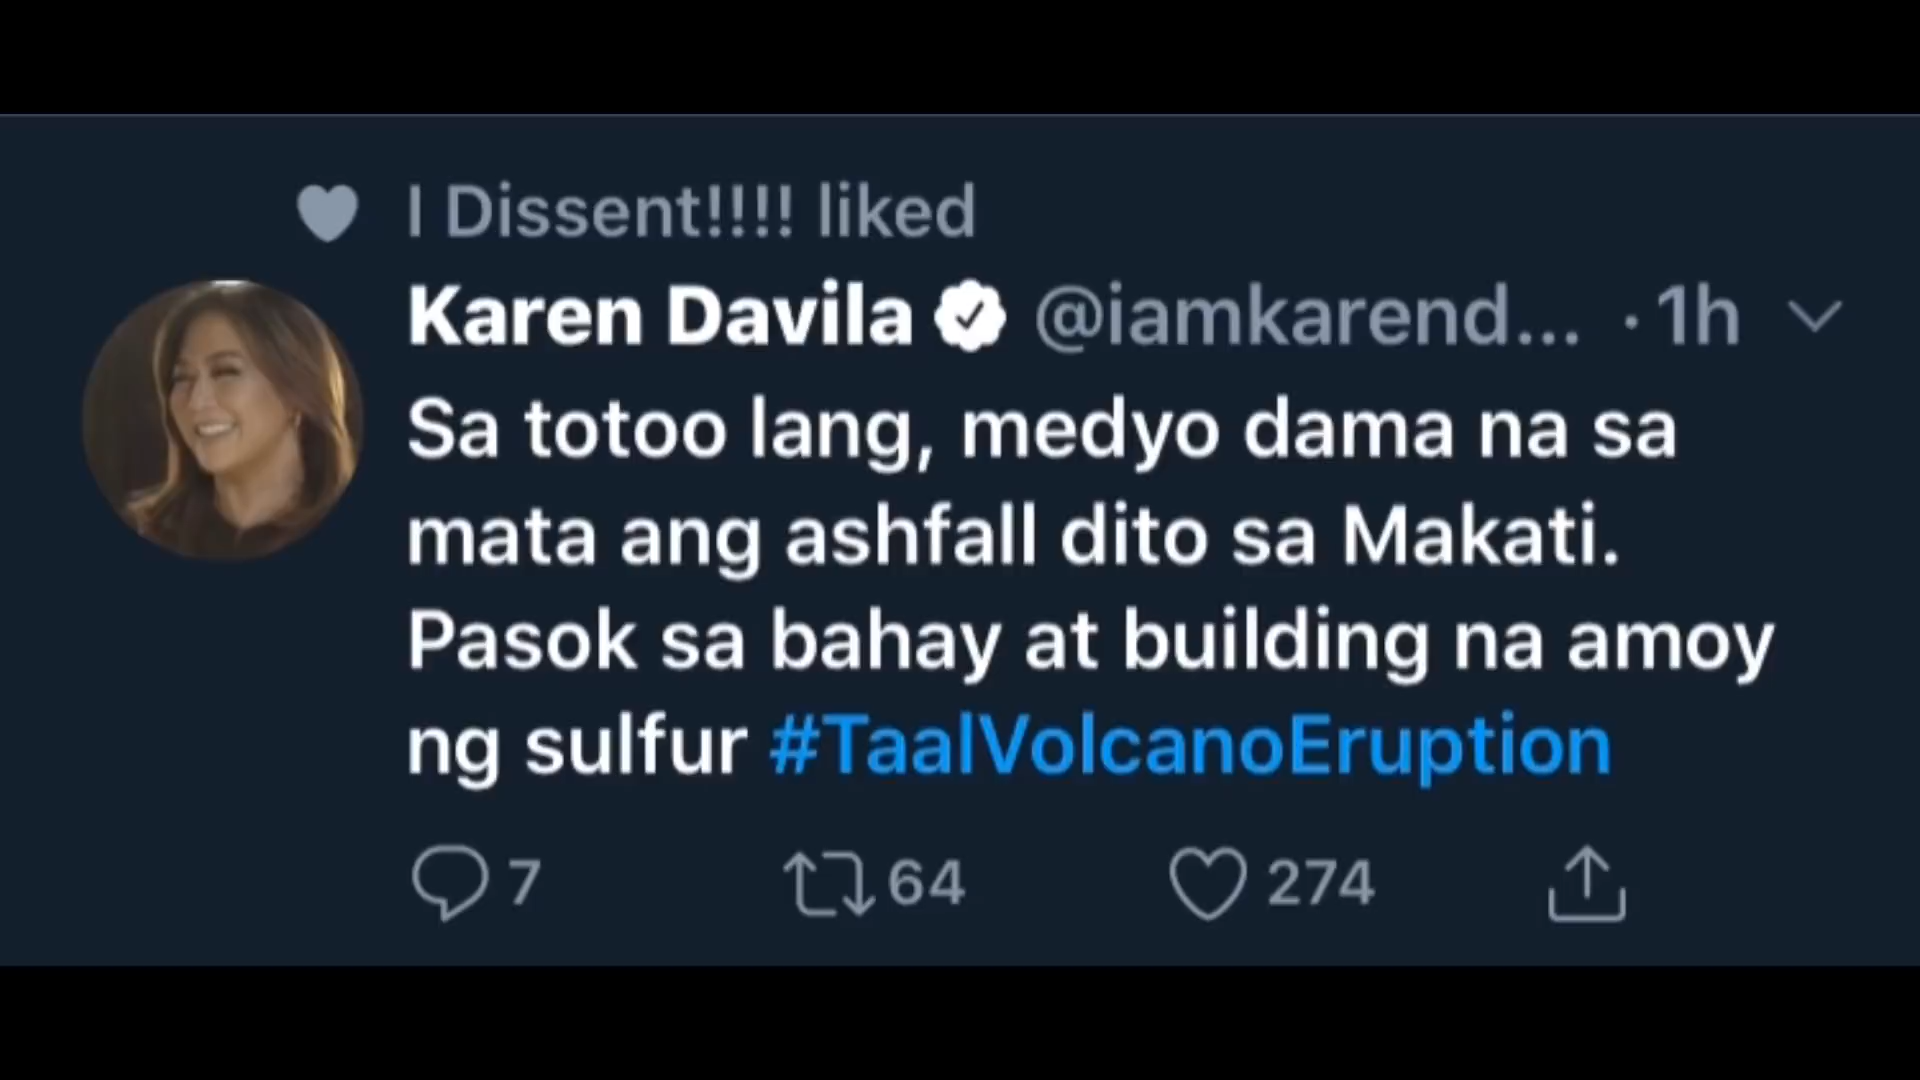 I Dissent!!!! liked
Karen Davila @iamkarend... · 1h
Sa totoo lang, medyo dama na sa
mata ang ashfall dito sa Makati.
Pasok sa bahay at building na amoy
ng sulfur #TaalVolcanoEruption
7 64 274